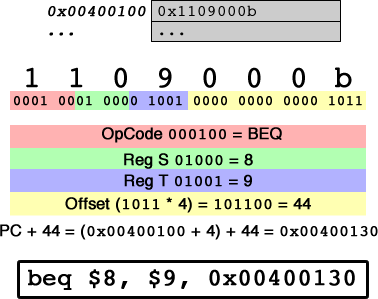 0x00400100 0x1109000b
... ...
1 1 0 9 0 0 0 b
0001 0001 0000 1001 0000 0000 0000 1011
OpCode 000100 = BEQ
Reg S 01000 = 8
Reg T 01001 = 9
Offset (1011 * 4) = 101100 = 44
PC + 44 = (0x00400100 + 4) + 44 = 0x00400130
beq $8, $9, 0x00400130